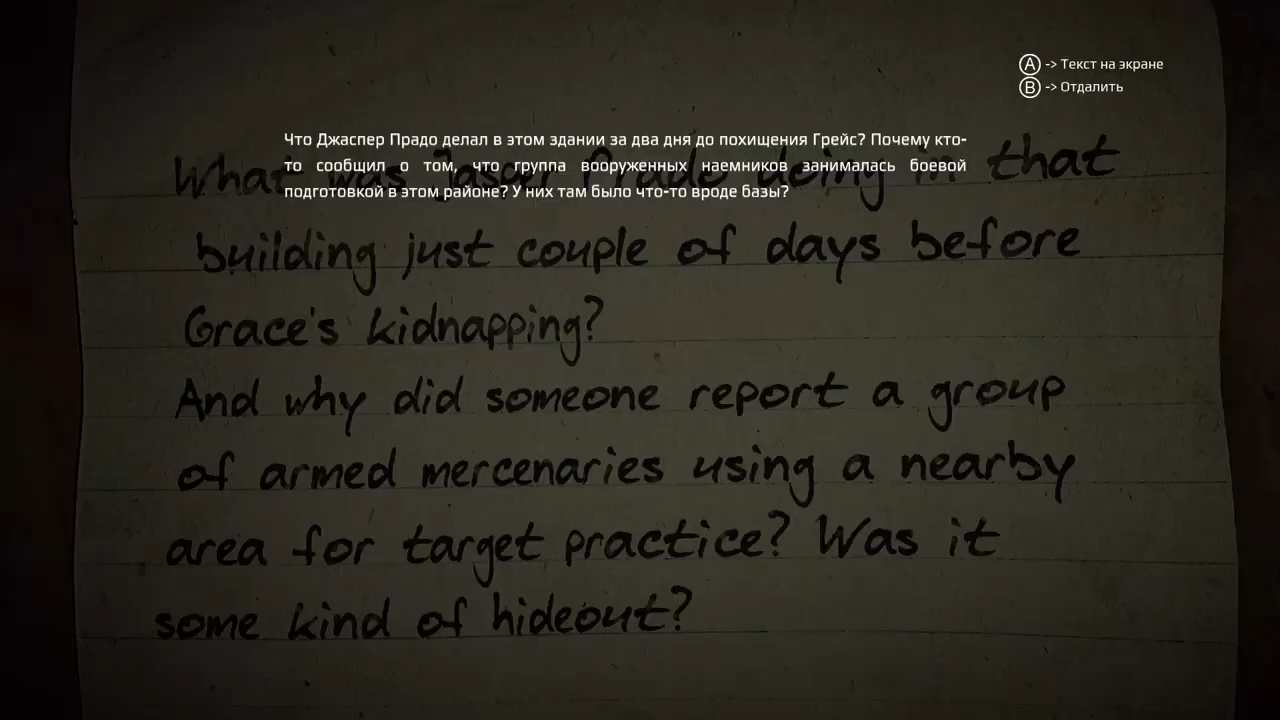 Ⓐ -> Текст на экране
Ⓑ -> Отдалить
Что Джаспер Прадо делал в этом здании за два дня до похищения Грейс? Почему кто-
то сообщил о том, что группа вооруженных наемников занималась боевой
подготовкой в этом районе? У них там было что-то вроде базы?
What was Prado doing in that
building just couple of days before
Grace's kidnapping?
And why did someone report a group
of armed mercenaries using a nearby
area for target practice? Was it
some kind of hideout?